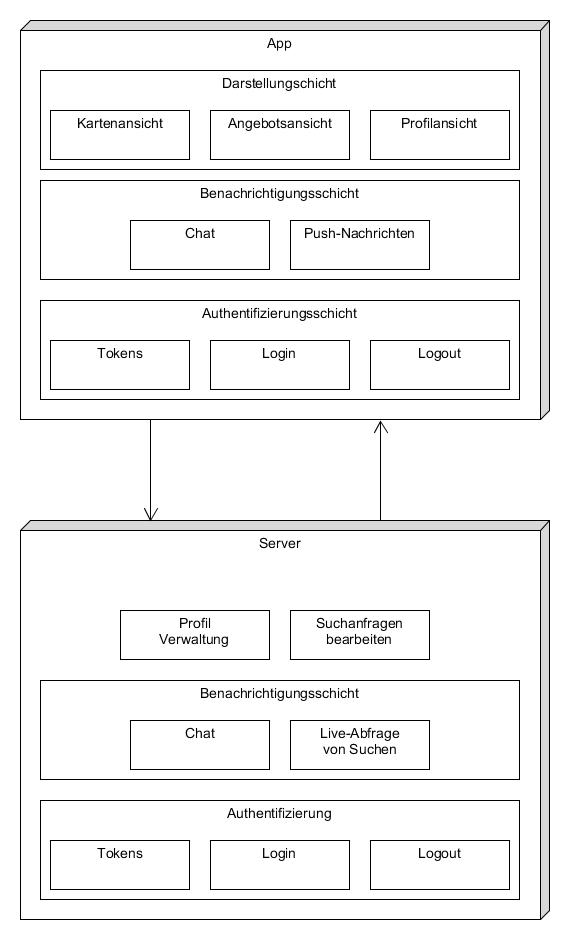 App
Darstellungschicht
Kartenansicht
Angebotsansicht
Profilansicht
Benachrichtigungsschicht
Chat
Push-Nachrichten
Authentifizierungsschicht
Tokens
Login
Logout
Server
Profil
Verwaltung
Suchanfragen
bearbeiten
Benachrichtigungsschicht
Chat
Live-Abfrage
von Suchen
Authentifizierung
Tokens
Login
Logout